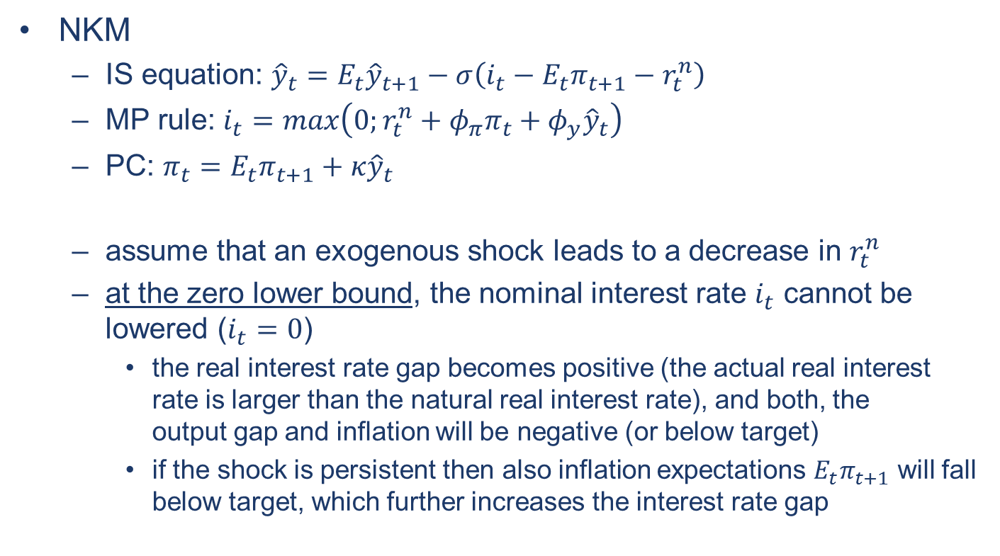 • NKM
– IS equation: $\hat{y}_t = E_t\hat{y}_{t+1} - \sigma(i_t - E_t\pi_{t+1} - r_t^n)$
– MP rule: $i_t = max(0; r_t^n + \phi_\pi\pi_t + \phi_y\hat{y}_t)$
– PC: $\pi_t = E_t\pi_{t+1} + \kappa\hat{y}_t$
– assume that an exogenous shock leads to a decrease in $r_t^n$
– at the zero lower bound, the nominal interest rate $i_t$ cannot be
lowered ($i_t = 0$)
• the real interest rate gap becomes positive (the actual real interest
rate is larger than the natural real interest rate), and both, the
output gap and inflation will be negative (or below target)
• if the shock is persistent then also inflation expectations $E_t\pi_{t+1}$ will fall
below target, which further increases the interest rate gap